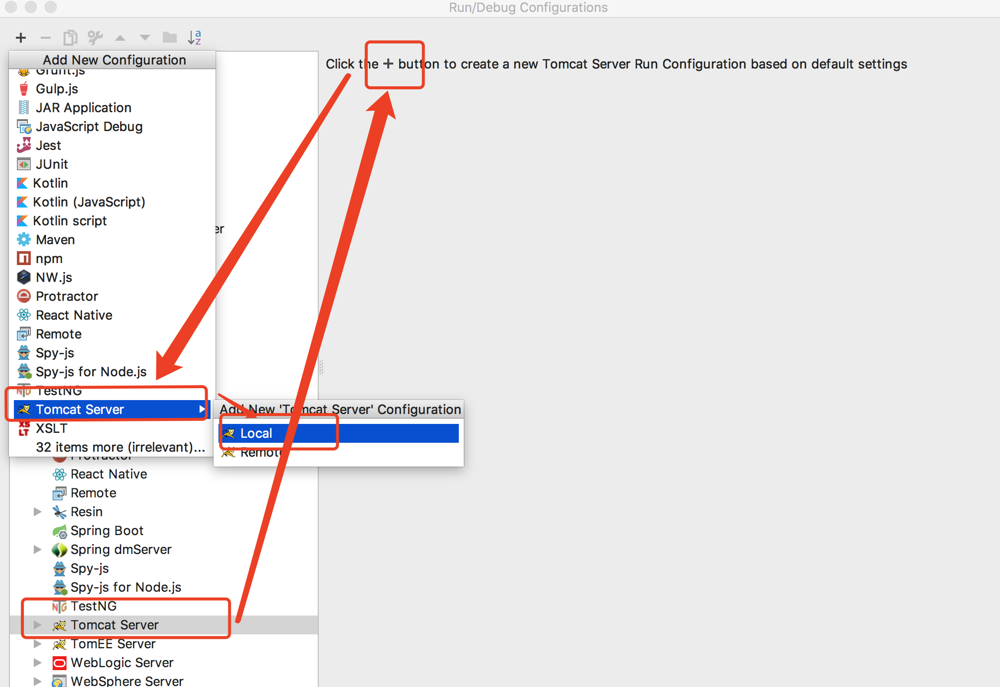 Run/Debug Configurations
Click the + button to create a new Tomcat Server Run Configuration based on default settings
Add New Configuration
Grunt.js
Gulp.js
JAR Application
JavaScript Debug
Jest
JUnit
Kotlin
Kotlin (JavaScript)
Kotlin script
er
Maven
npm
NW.js
Protractor
React Native
Remote
Spy-js
Spy-js for Node.js
TestNG
Tomcat Server
XSLT
32 items more (irrelevant)...
Add New 'Tomcat Server' Configuration
Local
Remote
Protractor
React Native
Remote
Resin
Spring Boot
Spring dmServer
Spy-js
Spy-js for Node.js
TestNG
Tomcat Server
TomEE Server
WebLogic Server
WebSphere Server